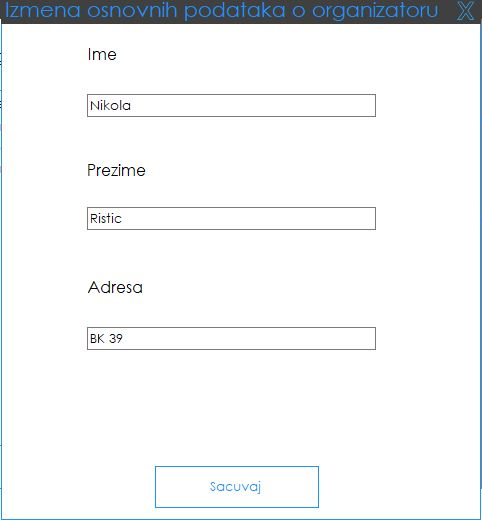 Izmena osnovnih podataka o organizatoru X
Ime
Nikola
Prezime
Ristic
Adresa
BK 39
Sacuvaj